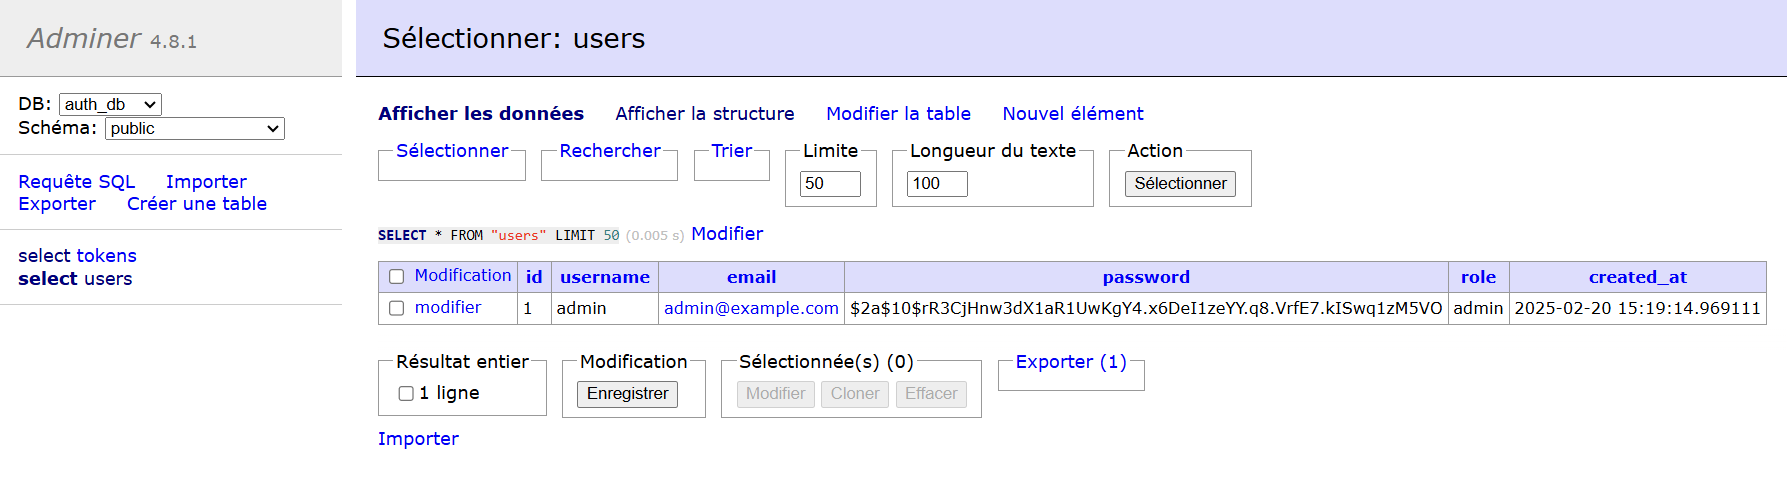 Adminer 4.8.1
DB: auth_db
Schéma: public
Requête SQL Importer
Exporter Créer une table
select tokens
select users
Sélectionner: users
Afficher les données Afficher la structure Modifier la table Nouvel élément
Sélectionner Rechercher Trier Limite Longueur du texte Action
50 100 Sélectionner
SELECT * FROM "users" LIMIT 50 (0.005 s) Modifier
Modification id username email password role created_at
modifier 1 admin admin@example.com $2a$10$rR3CjHnw3dX1aR1UwKgY4.x6DeI1zeYY.q8.VrfE7.kISwq1zM5VO admin 2025-02-20 15:19:14.969111
Résultat entier Modification Sélectionnée(s) (0) Exporter (1)
1 ligne Enregistrer Modifier Cloner Effacer
Importer